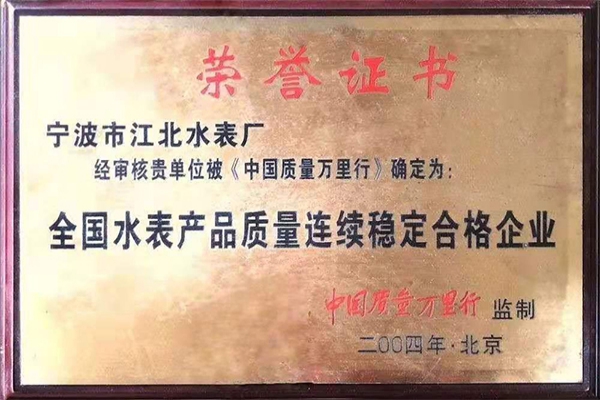 荣誉证书
宁波市江北水表厂
经审核贵单位被《中国质量万里行》确定为：
全国水表产品质量连续稳定合格企业
中国质量万里行 监制
二〇〇四年·北京